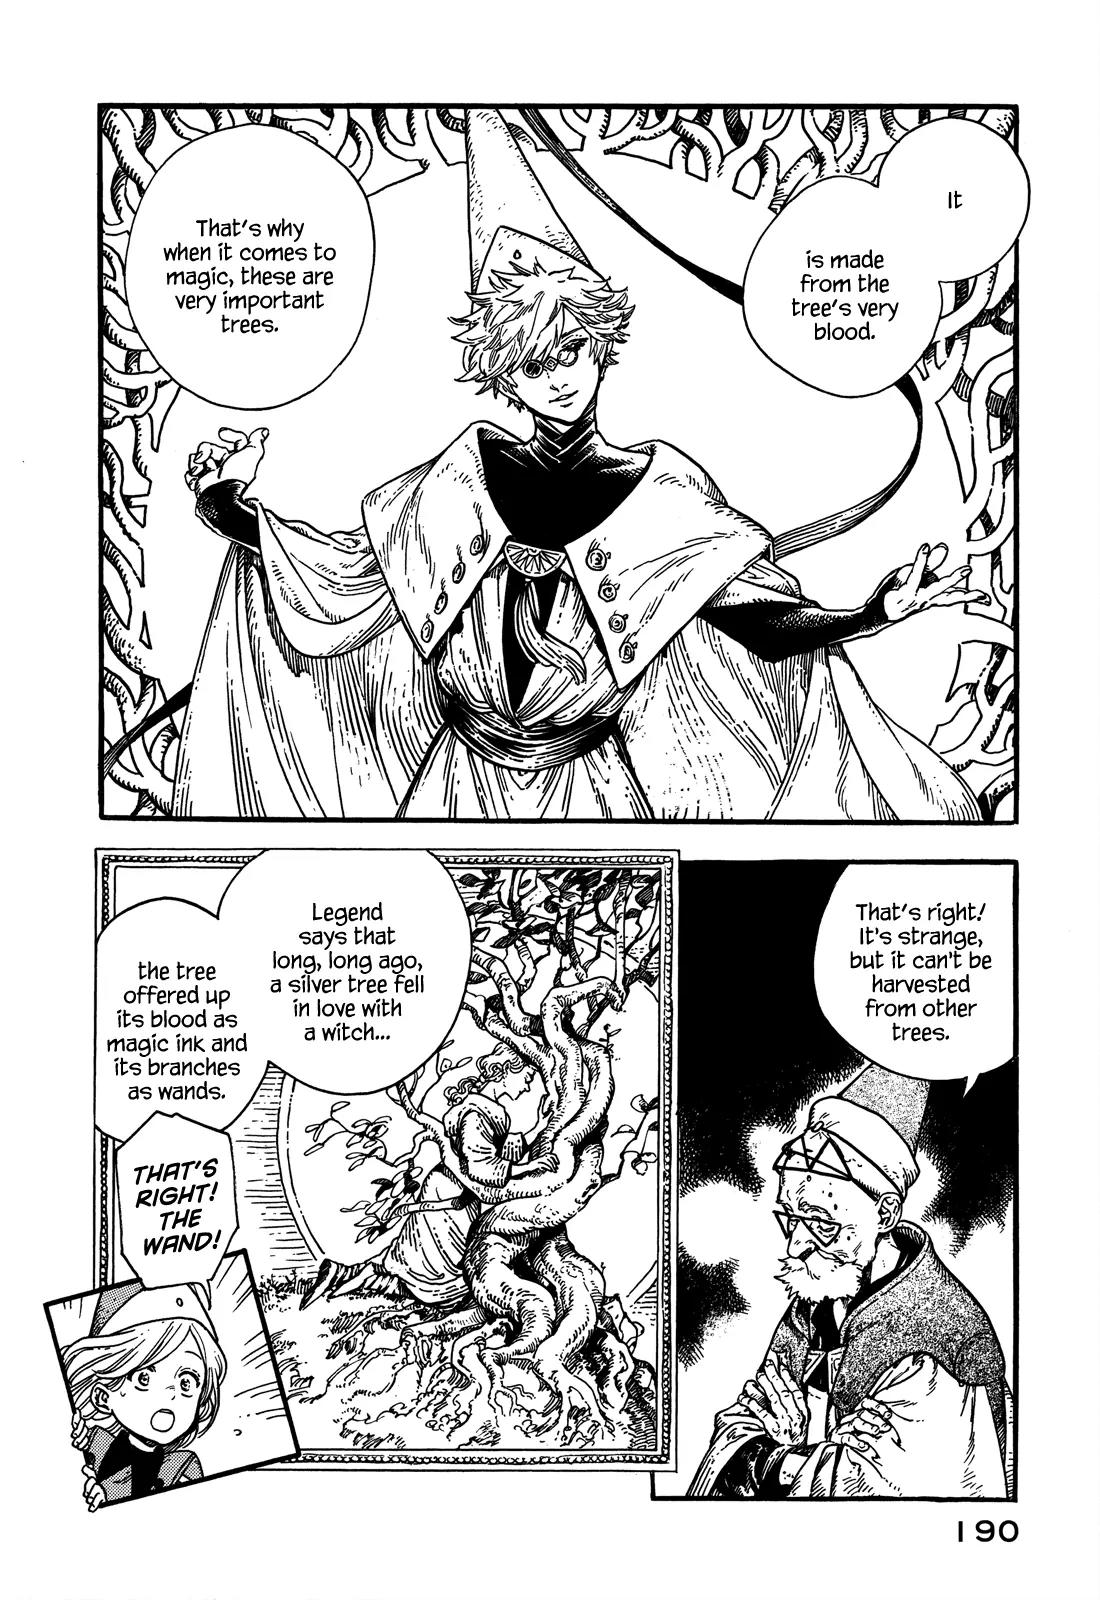 It
is made
from the
tree's very
blood.
That's why
when it comes to
magic, these are
very important
trees.
That's right!
It's strange,
but it can't be
harvested
from other
trees.
Legend
says that
long, long ago,
a silver tree fell
in love with
a witch...
the tree
offered up
its blood as
magic ink and
its branches
as wands.
THAT'S
RIGHT!
THE
WAND!
190